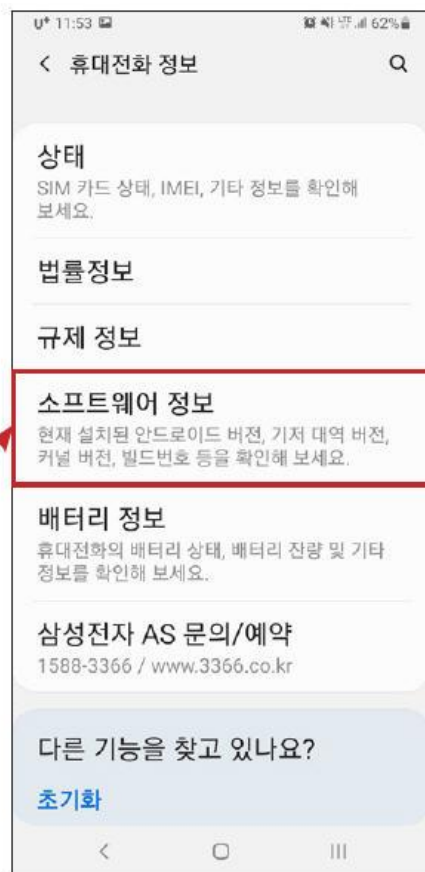 U⁺ 11:53 LTE 62%
휴대전화 정보
상태
SIM 카드 상태, IMEI, 기타 정보를 확인해
보세요.
법률정보
규제 정보
소프트웨어 정보
현재 설치된 안드로이드 버전, 기저 대역 버전,
커널 버전, 빌드번호 등을 확인해 보세요.
배터리 정보
휴대전화의 배터리 상태, 배터리 잔량 및 기타
정보를 확인해 보세요.
삼성전자 AS 문의/예약
1588-3366 / www.3366.co.kr
다른 기능을 찾고 있나요?
초기화